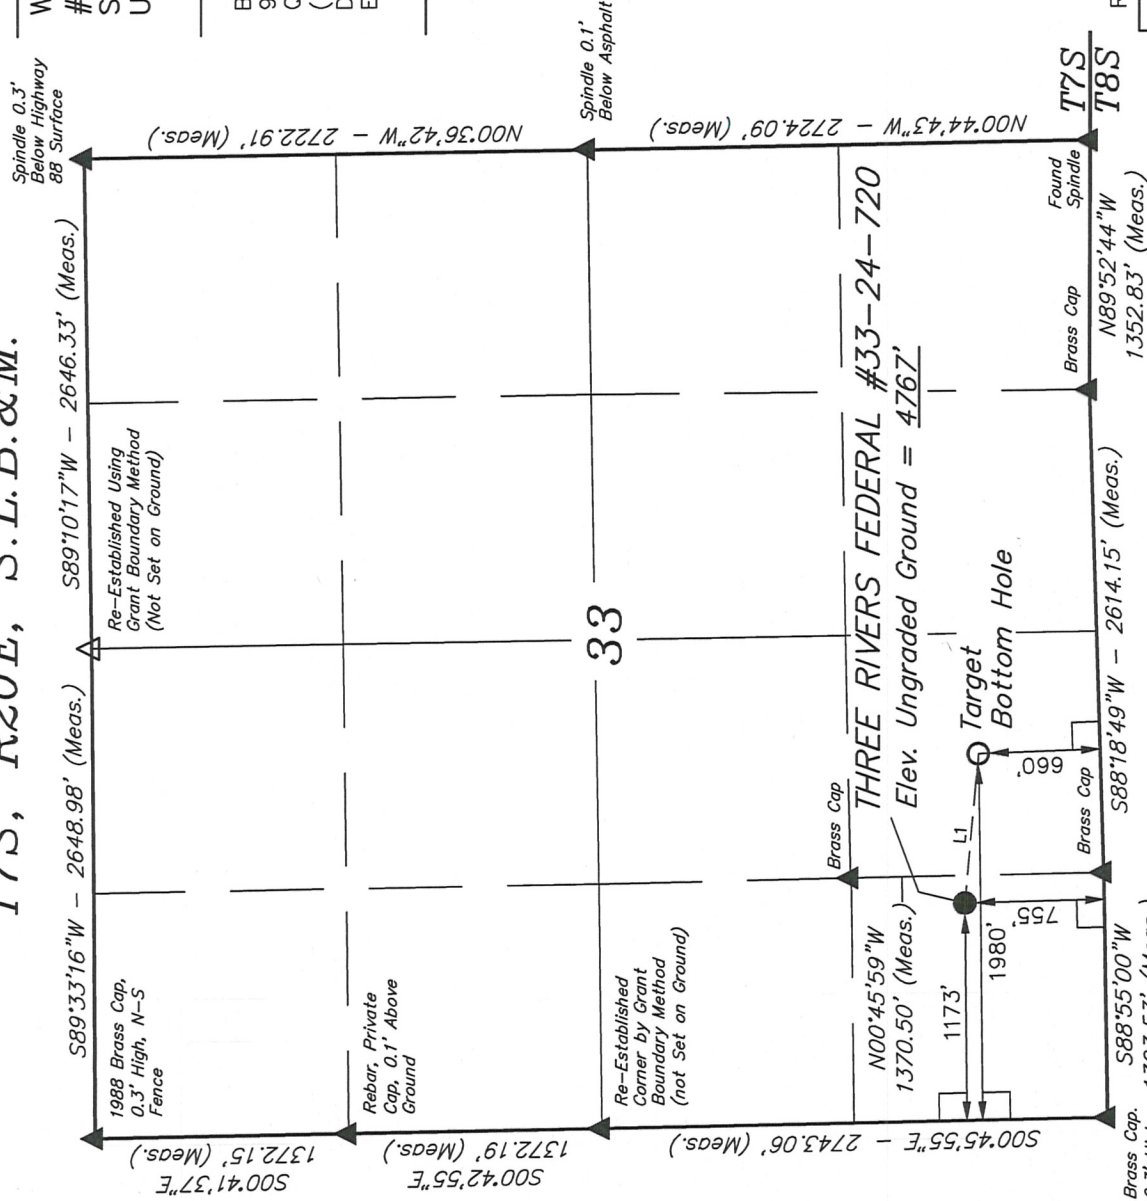 T7S, R20E, S.L.B.&M.
S89°33'16"W - 2648.98' (Meas.)
S89°10'17"W - 2646.33' (Meas.)
Spindle 0.3'
Below Highway
88 Surface
1988 Brass Cap,
0.3' High, N-S
Fence
Re-Established Using
Grant Boundary Method
(Not Set on Ground)
S00°41'37"E
1372.15' (Meas.)
N00°36'42"W - 2722.91' (Meas.)
Rebar, Private
Cap, 0.1' Above
Ground
S00°42'55"E
1372.19' (Meas.)
Spindle 0.1'
Below Asphalt
33
Re-Established
Corner by Grant
Boundary Method
(not Set on Ground)
S00°45'55"E - 2743.06' (Meas.)
N00°44'43"W - 2724.09' (Meas.)
Brass Cap
THREE RIVERS FEDERAL #33-24-720
Elev. Ungraded Ground = 4767'
N00°45'59"W
1370.50' (Meas.)
1173'
L1
Target
Bottom Hole
1980'
755'
660'
Brass Cap
Brass Cap
Found
Spindle
T7S
T8S
Brass Cap.
S88°55'00"W
S88°18'49"W - 2614.15' (Meas.)
N89°52'44"W
1352.83' (Meas.)